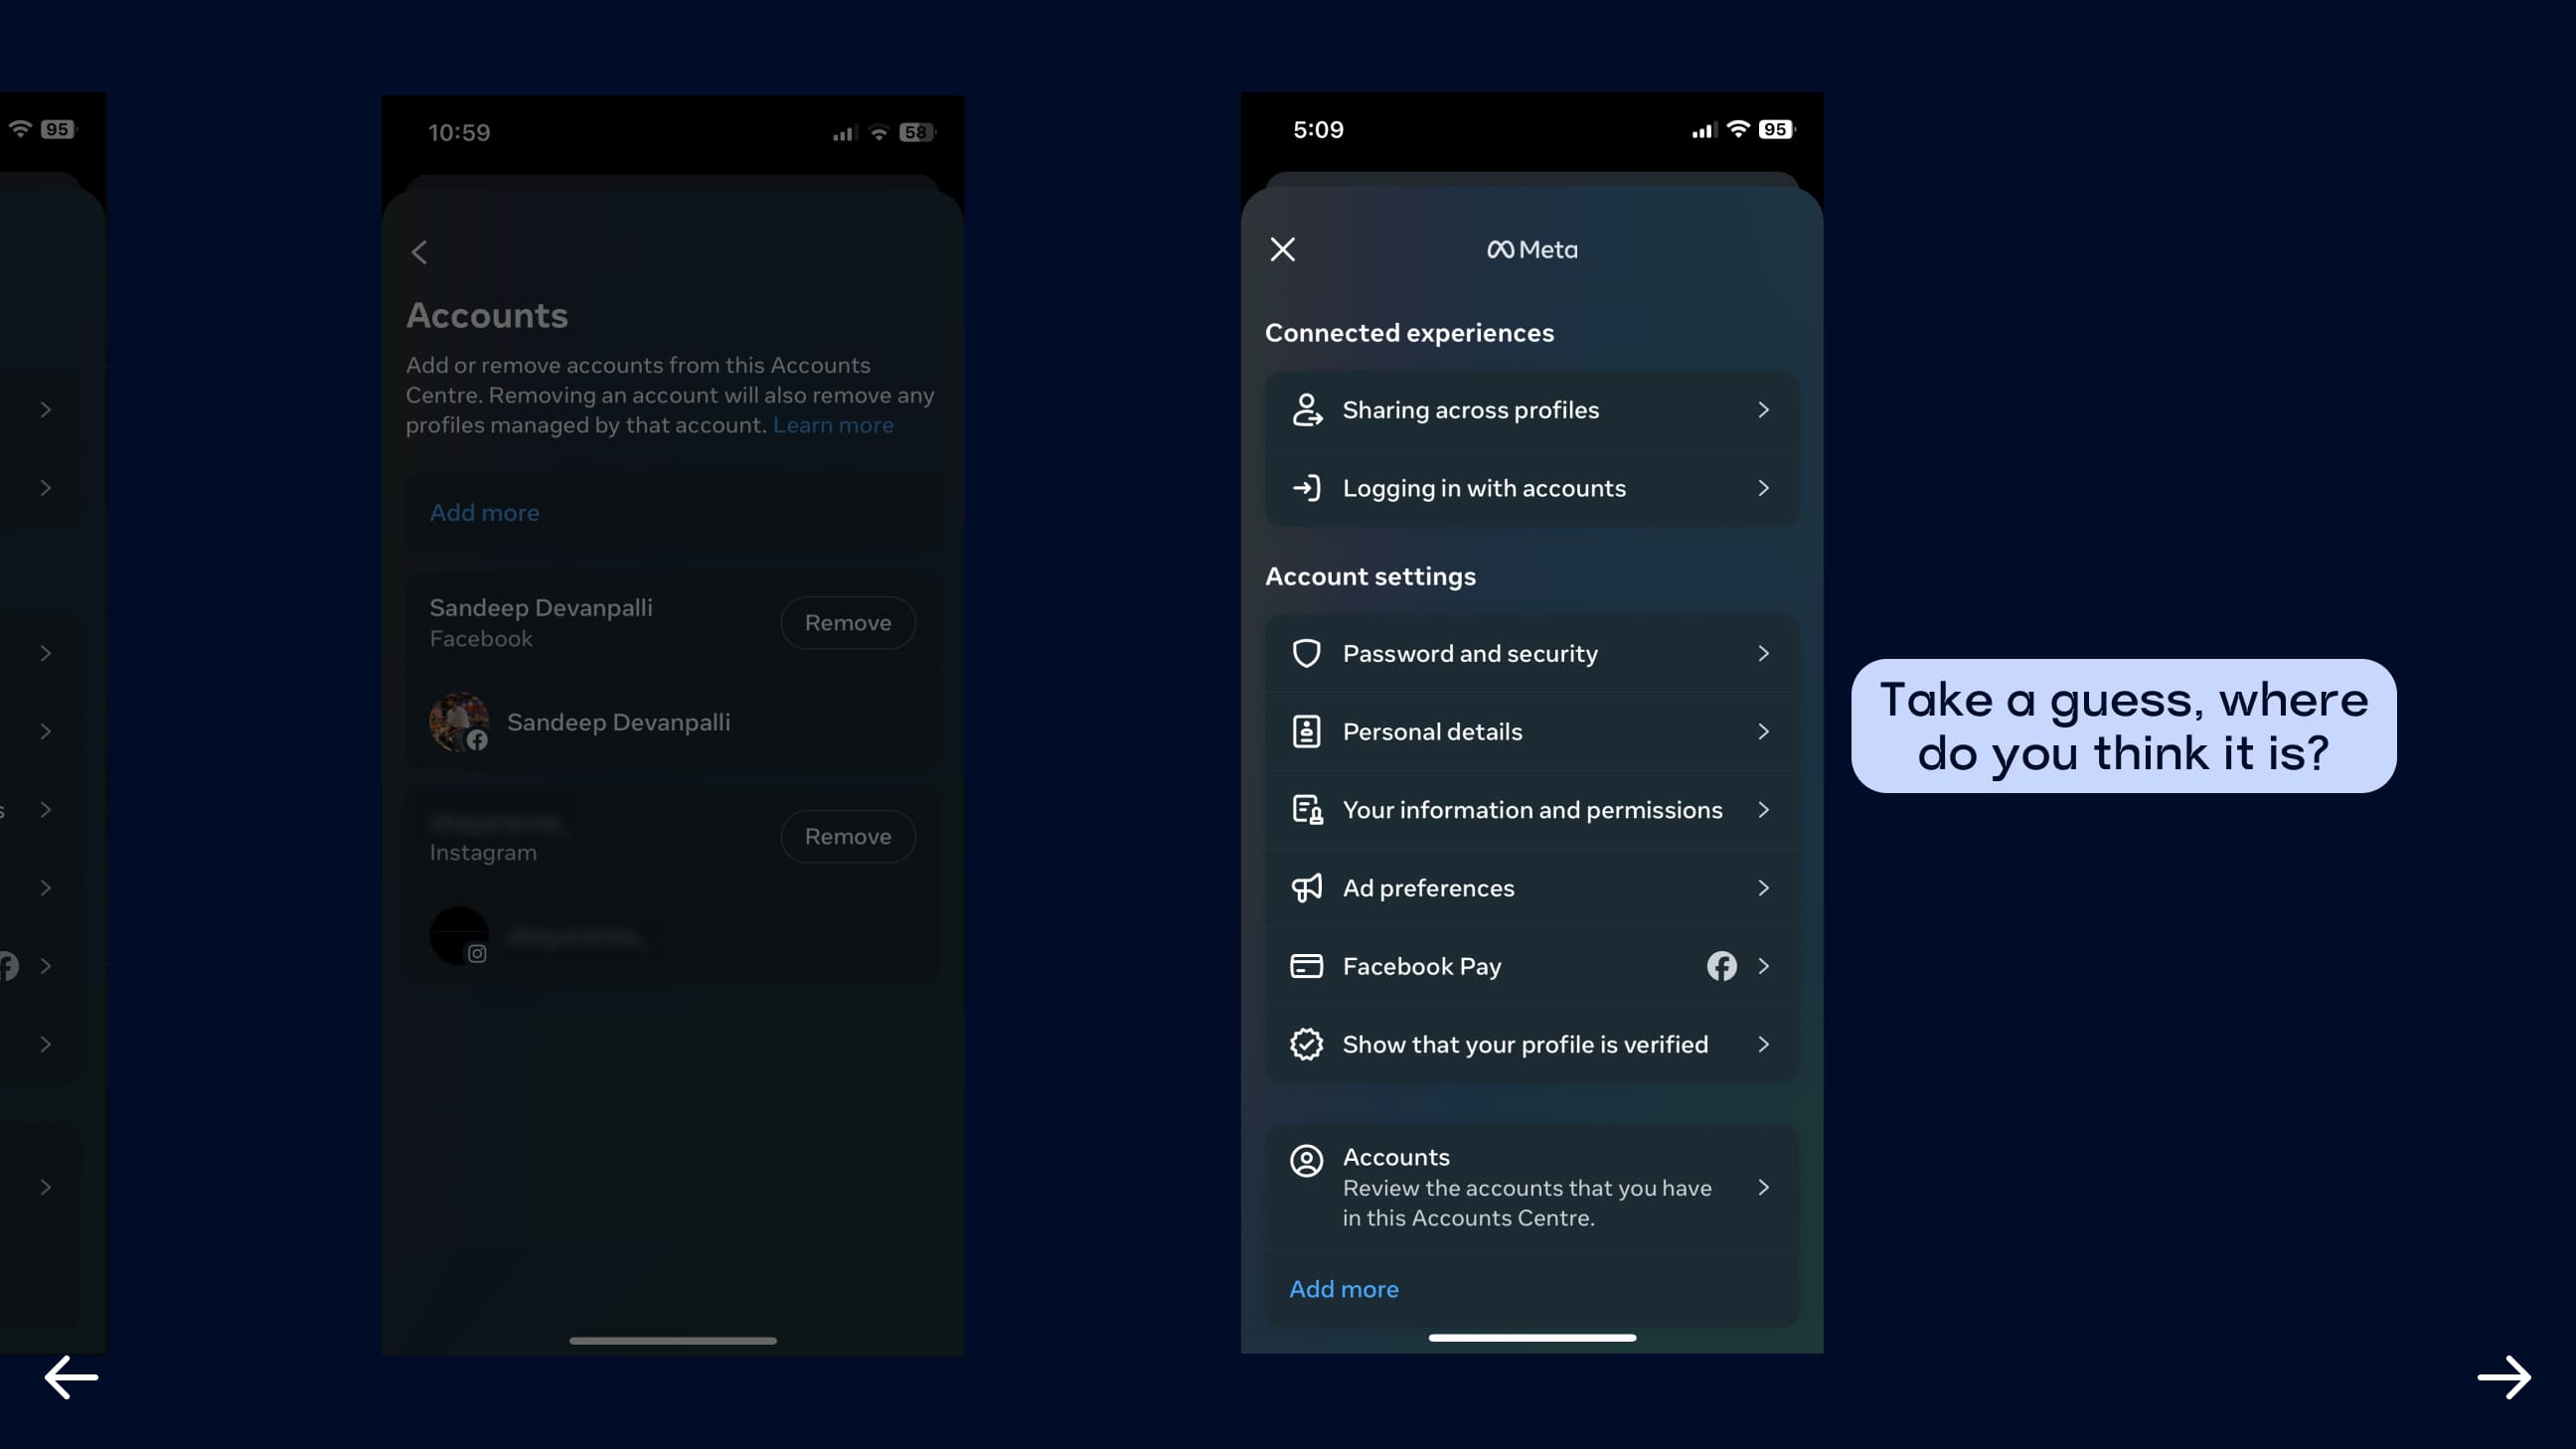 95
10:59
58
Accounts
Add or remove accounts from this Accounts
Centre. Removing an account will also remove any
profiles managed by that account. Learn more
Add more
Sandeep Devanpalli
Facebook
Remove
Sandeep Devanpalli
Instagram
Remove
s
5:09
95
Meta
Connected experiences
Sharing across profiles
Logging in with accounts
Account settings
Password and security
Personal details
Your information and permissions
Ad preferences
Facebook Pay
Show that your profile is verified
Accounts
Review the accounts that you have
in this Accounts Centre.
Add more
Take a guess, where
do you think it is?